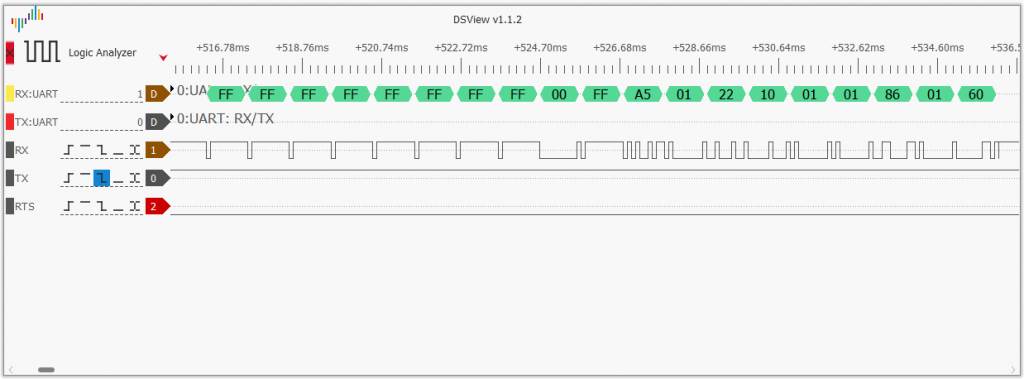 DSView v1.1.2
Logic Analyzer
+516.78ms +518.76ms +520.74ms +522.72ms +524.70ms +526.68ms +528.66ms +530.64ms +532.62ms +534.60ms +536.5
RX:UART 1 D FF FF FF FF FF FF FF FF 00 FF A5 01 22 10 01 01 86 01 60
TX:UART 0 D 0:UART: RX/TX
RX 1
TX 0
RTS 2